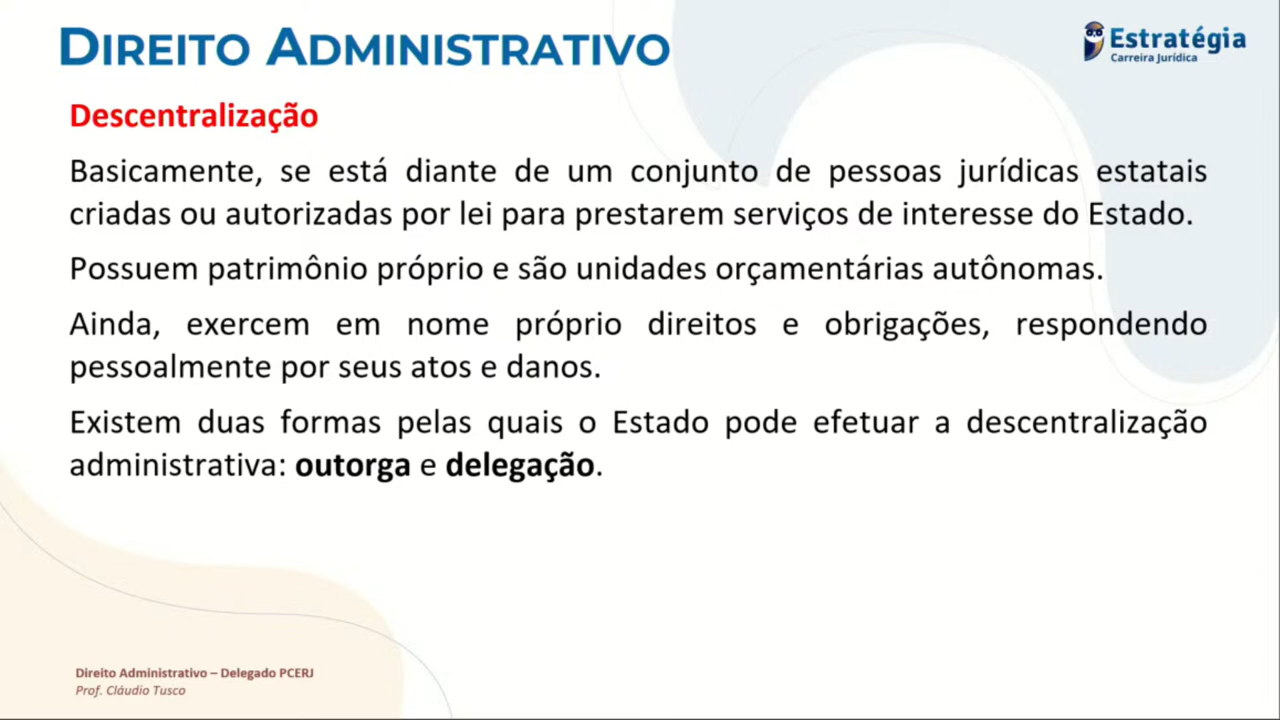 DIREITO ADMINISTRATIVO
Estratégia
Carreira Jurídica
Descentralização
Basicamente, se está diante de um conjunto de pessoas jurídicas estatais
criadas ou autorizadas por lei para prestarem serviços de interesse do Estado.
Possuem patrimônio próprio e são unidades orçamentárias autônomas.
Ainda, exercem em nome próprio direitos e obrigações, respondendo
pessoalmente por seus atos e danos.
Existem duas formas pelas quais o Estado pode efetuar a descentralização
administrativa: outorga e delegação.
Direito Administrativo – Delegado PCERJ
Prof. Cláudio Tusco